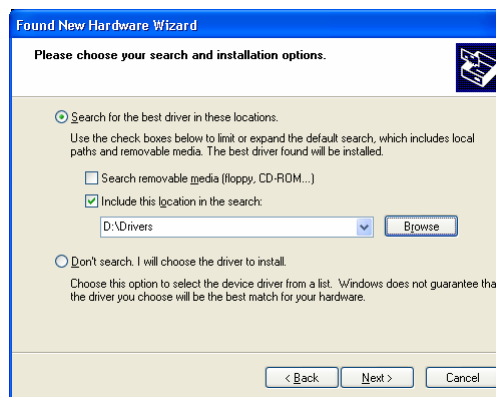 Found New Hardware Wizard
Please choose your search and installation options.
Search for the best driver in these locations.
Use the check boxes below to limit or expand the default search, which includes local
paths and removable media. The best driver found will be installed.
Search removable media (floppy, CD-ROM...)
Include this location in the search:
D:\Drivers
Browse
Don't search. I will choose the driver to install.
Choose this option to select the device driver from a list. Windows does not guarantee tha
the driver you choose will be the best match for your hardware.
< Back
Next >
Cancel